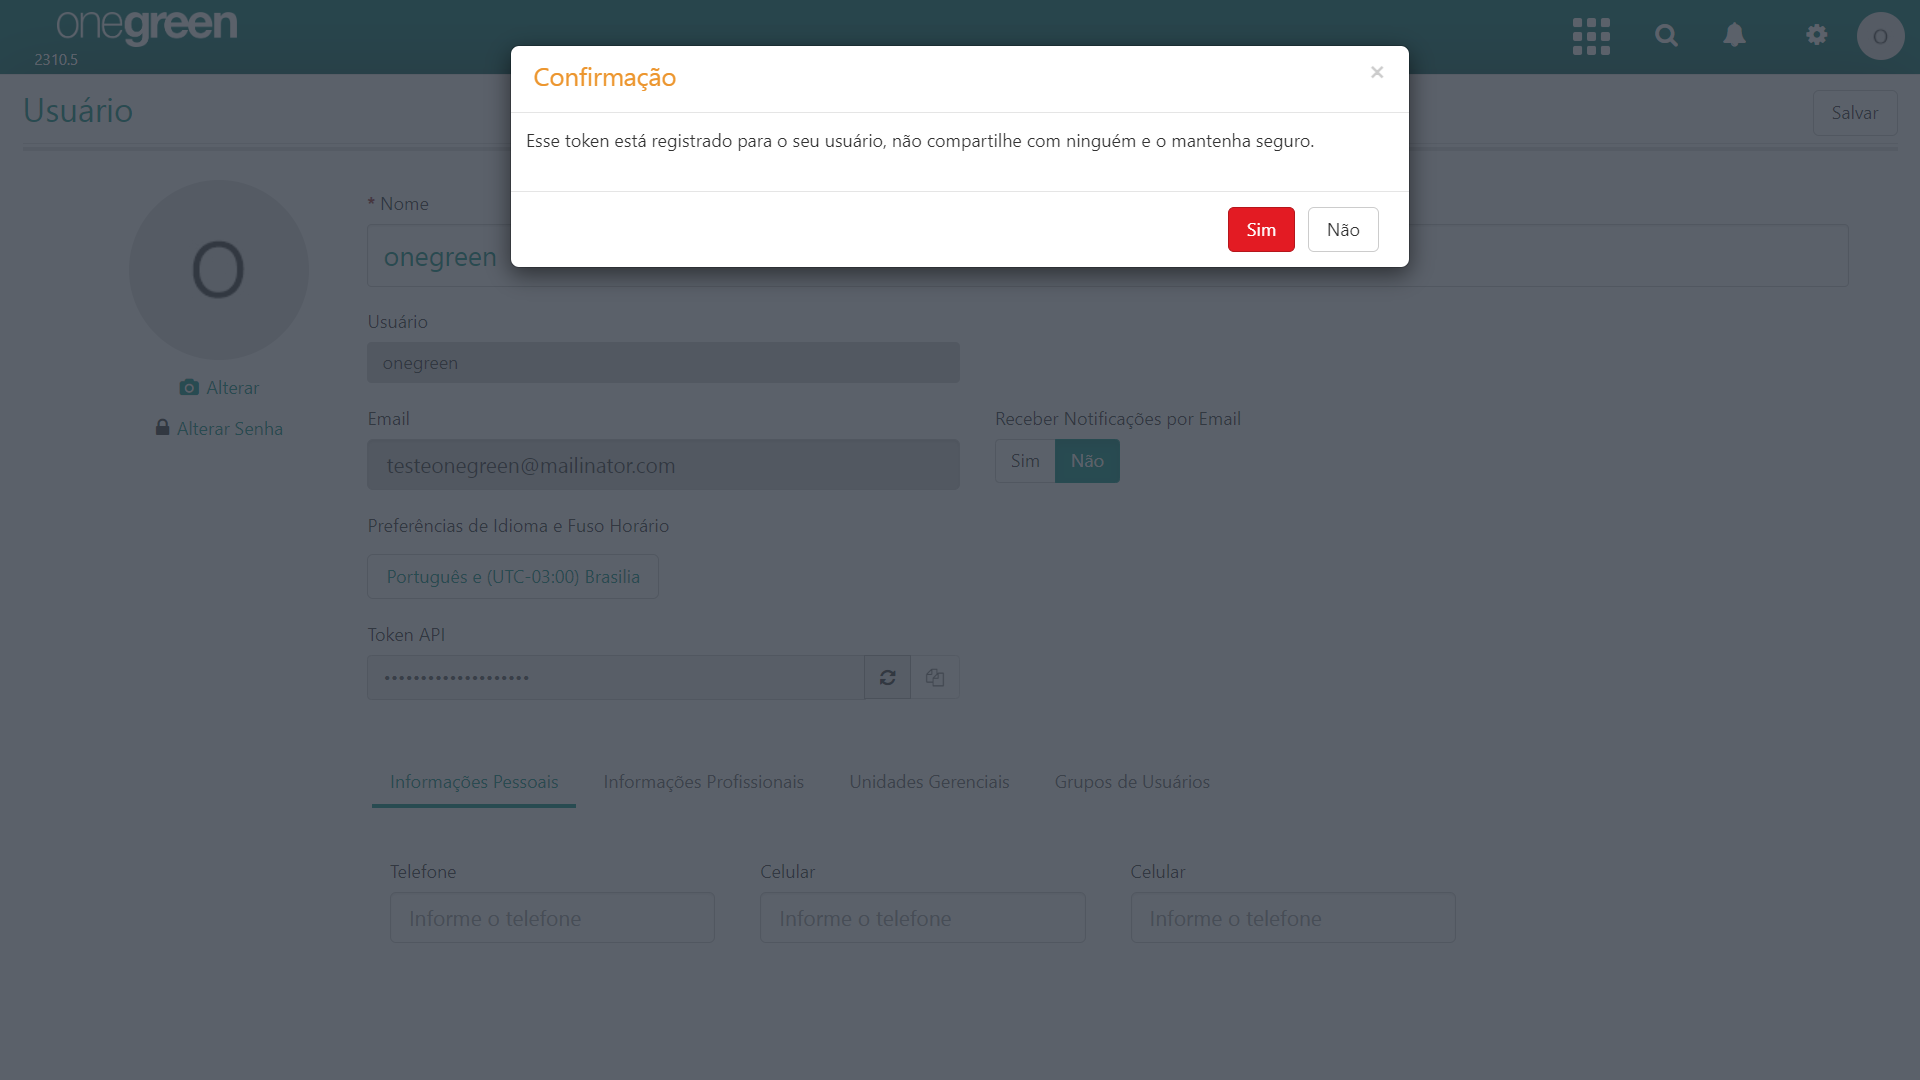 onegreen
2310.5
O
Confirmação
×
Esse token está registrado para o seu usuário, não compartilhe com ninguém e o mantenha seguro.
Sim
Não
Usuário
Salvar
O
Alterar
Alterar Senha
* Nome
onegreen
Usuário
onegreen
Email
testeonegreen@mailinator.com
Receber Notificações por Email
Sim
Não
Preferências de Idioma e Fuso Horário
Português e (UTC-03:00) Brasilia
Token API
••••••••••••••••••••
Informações Pessoais
Informações Profissionais
Unidades Gerenciais
Grupos de Usuários
Telefone
Celular
Celular
Informe o telefone
Informe o telefone
Informe o telefone